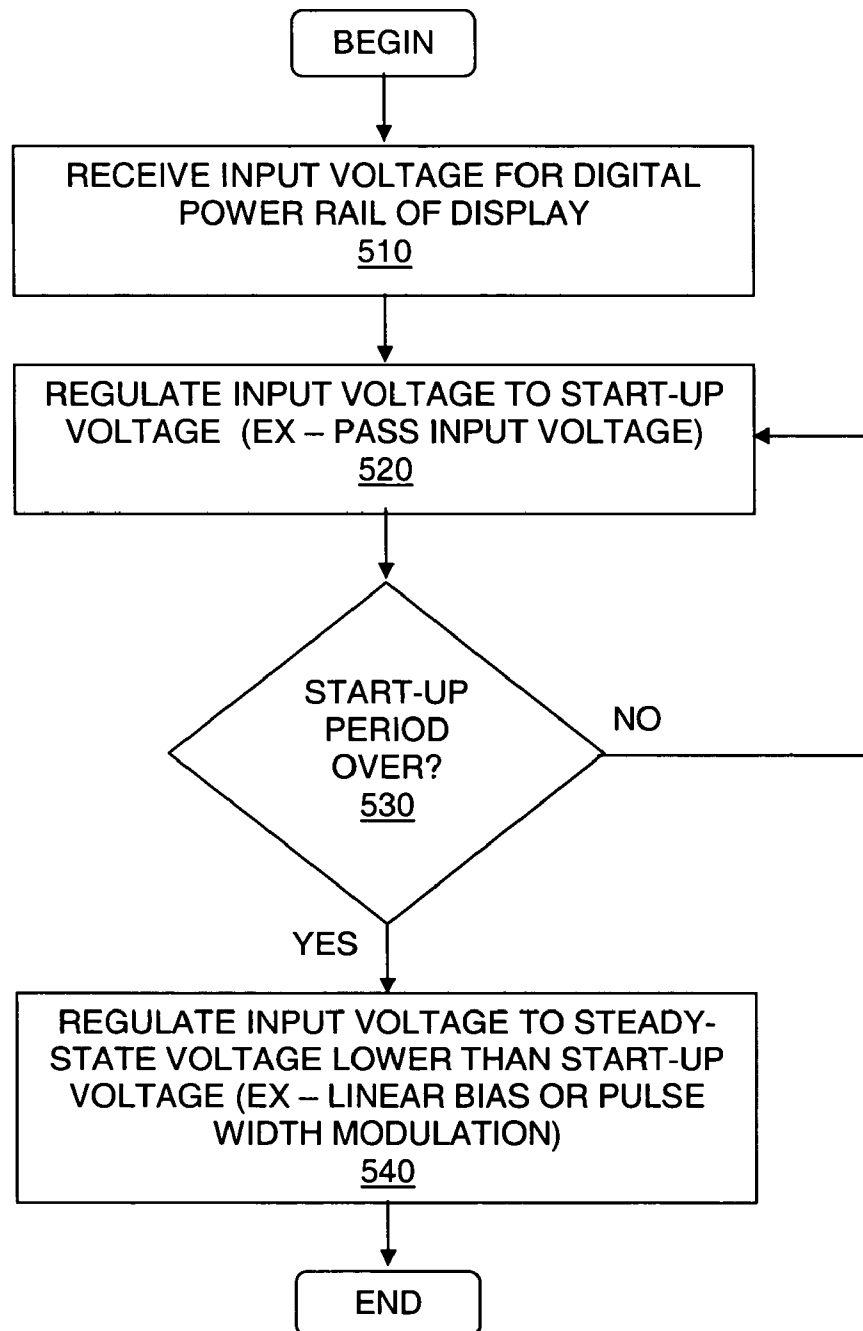 BEGIN
RECEIVE INPUT VOLTAGE FOR DIGITAL
POWER RAIL OF DISPLAY
510
REGULATE INPUT VOLTAGE TO START-UP
VOLTAGE (EX – PASS INPUT VOLTAGE)
520
START-UP
PERIOD
OVER?
530
NO
YES
REGULATE INPUT VOLTAGE TO STEADY-
STATE VOLTAGE LOWER THAN START-UP
VOLTAGE (EX – LINEAR BIAS OR PULSE
WIDTH MODULATION)
540
END